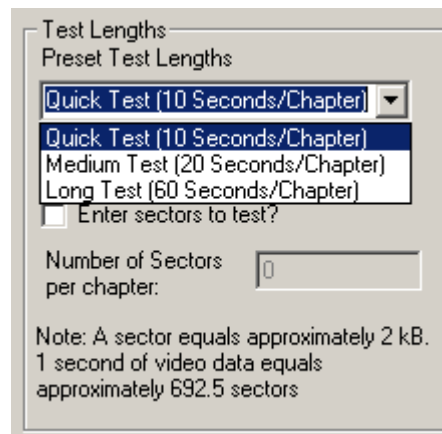 Test Lengths
Preset Test Lengths
Quick Test (10 Seconds/Chapter)
Quick Test (10 Seconds/Chapter)
Medium Test (20 Seconds/Chapter)
Long Test (60 Seconds/Chapter)
Enter sectors to test?
Number of Sectors
per chapter:
0
Note: A sector equals approximately 2 kB.
1 second of video data equals
approximately 692.5 sectors